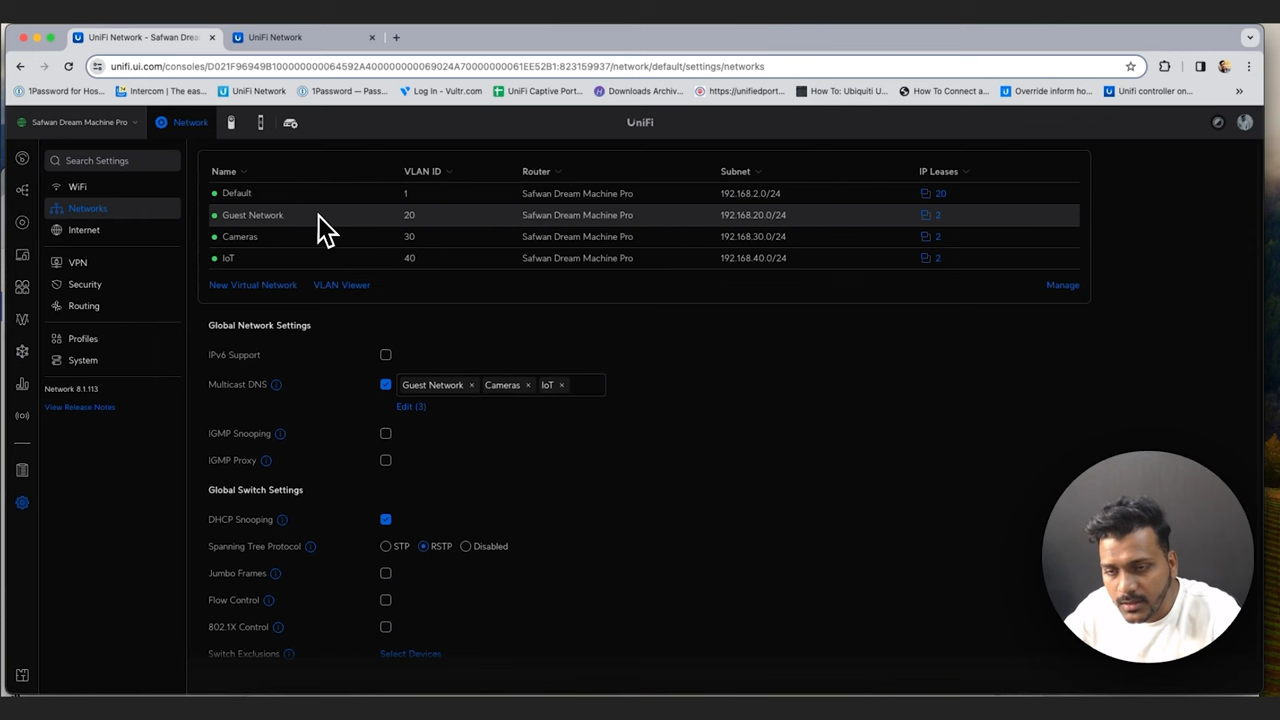 UniFi Network - Safwan Drea
UniFi Network
unifi.ui.com/consoles/D021F96949B10000000064592A400000000069024A70000000061EE52B1:823159937/network/default/settings/networks
1Password for Hos...
Intercom | The eas...
UniFi Network
1Password — Pass...
Log In - Vultr.com
UniFi Captive Port...
Downloads Archiv...
https://unifiedport...
How To: Ubiquiti U...
How To Connect a...
Override inform ho...
Unifi controller on...
Safwan Dream Machine Pro
Network
UniFi
Search Settings
WiFi
Networks
Internet
VPN
Security
Routing
Profiles
System
Network 8.1.113
View Release Notes
Name VLAN ID Router Subnet IP Leases
Default 1 Safwan Dream Machine Pro 192.168.2.0/24 20
Guest Network 20 Safwan Dream Machine Pro 192.168.20.0/24 2
Cameras 30 Safwan Dream Machine Pro 192.168.30.0/24 2
IoT 40 Safwan Dream Machine Pro 192.168.40.0/24 2
New Virtual Network VLAN Viewer Manage
Global Network Settings
IPv6 Support
Multicast DNS Guest Network × Cameras × IoT ×
Edit (3)
IGMP Snooping
IGMP Proxy
Global Switch Settings
DHCP Snooping
Spanning Tree Protocol STP RSTP Disabled
Jumbo Frames
Flow Control
802.1X Control
Switch Exclusions Select Devices